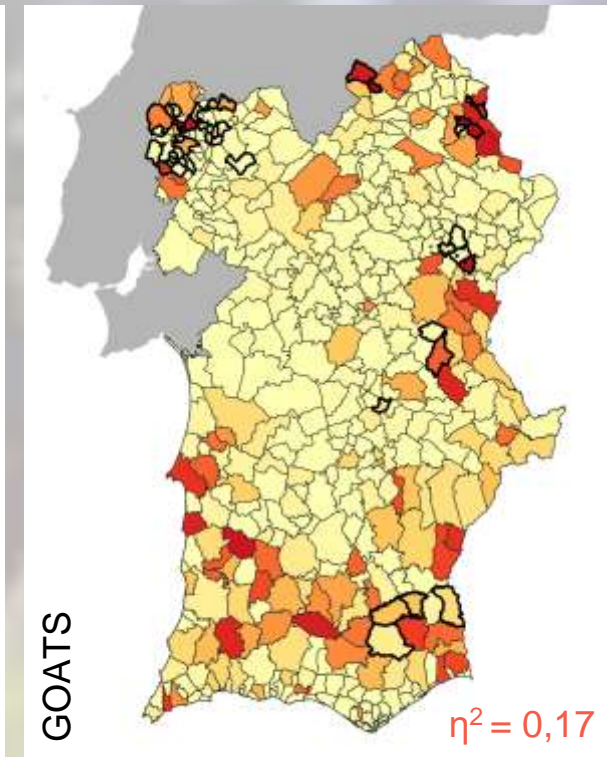 GOATS
η² = 0,17